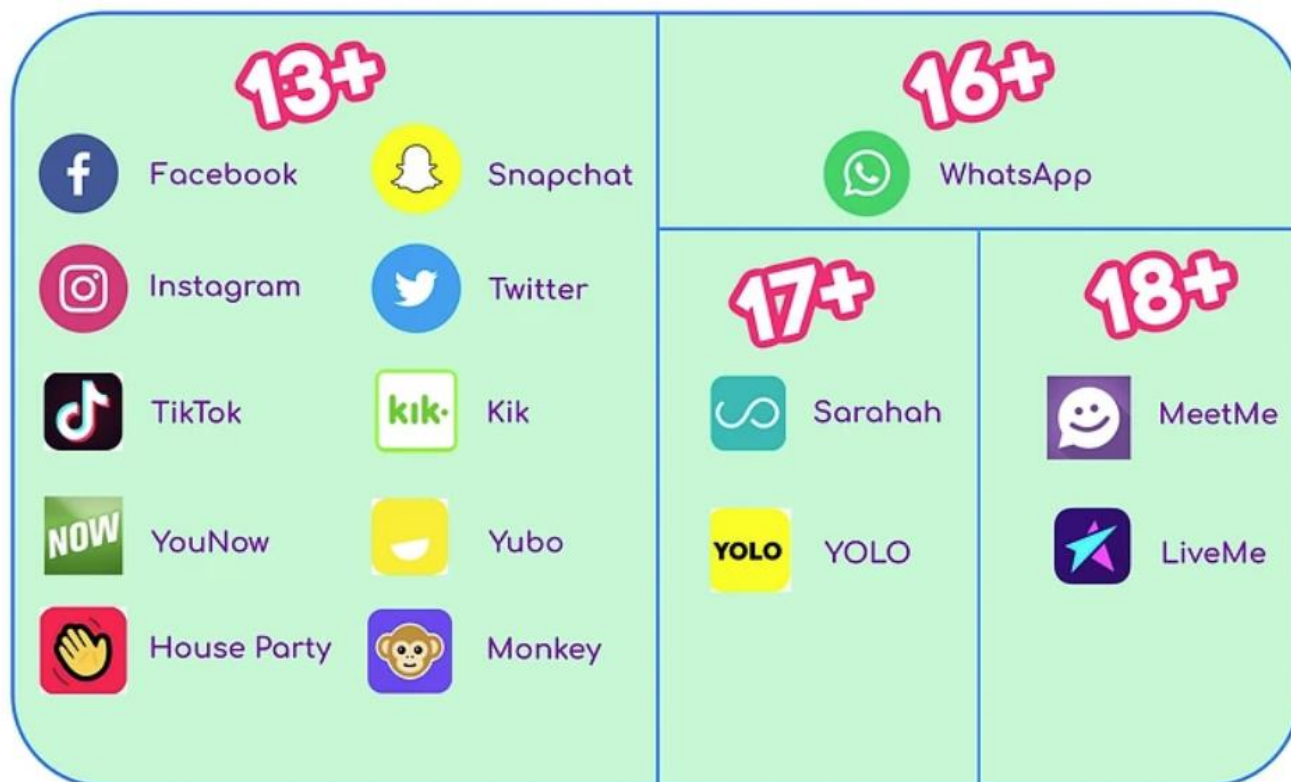 13+
Facebook
Snapchat
Instagram
Twitter
TikTok
kik·
Kik
NOW
YouNow
Yubo
House Party
Monkey
16+
WhatsApp
17+
Sarahah
YOLO
YOLO
18+
MeetMe
LiveMe